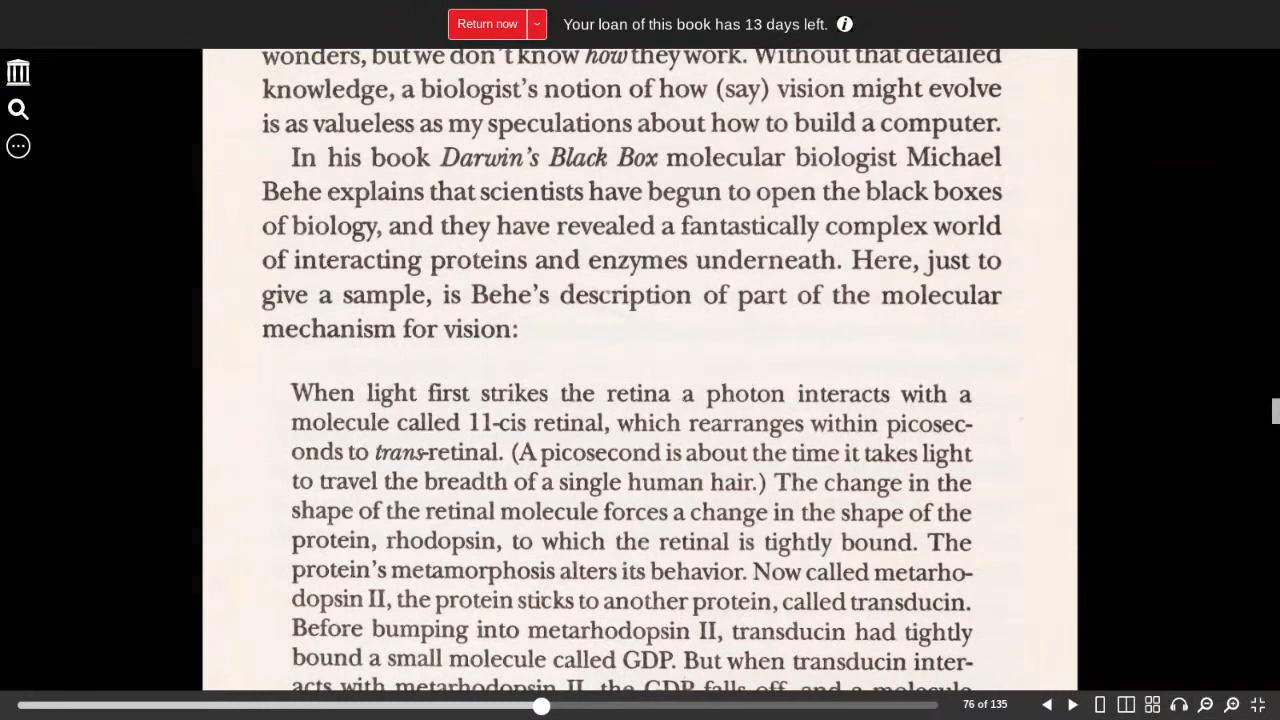 Return now
Your loan of this book has 13 days left.
wonders, but we don't know how they work. Without that detailed
knowledge, a biologist's notion of how (say) vision might evolve
is as valueless as my speculations about how to build a computer.
In his book Darwin's Black Box molecular biologist Michael
Behe explains that scientists have begun to open the black boxes
of biology, and they have revealed a fantastically complex world
of interacting proteins and enzymes underneath. Here, just to
give a sample, is Behe's description of part of the molecular
mechanism for vision:
When light first strikes the retina a photon interacts with a
molecule called 11-cis retinal, which rearranges within picosec-
onds to trans-retinal. (A picosecond is about the time it takes light
to travel the breadth of a single human hair.) The change in the
shape of the retinal molecule forces a change in the shape of the
protein, rhodopsin, to which the retinal is tightly bound. The
protein's metamorphosis alters its behavior. Now called metarho-
dopsin II, the protein sticks to another protein, called transducin.
Before bumping into metarhodopsin II, transducin had tightly
bound a small molecule called GDP. But when transducin inter-
acts with metarhodopsin II, the GDP falls off, and a molecule
76 of 135